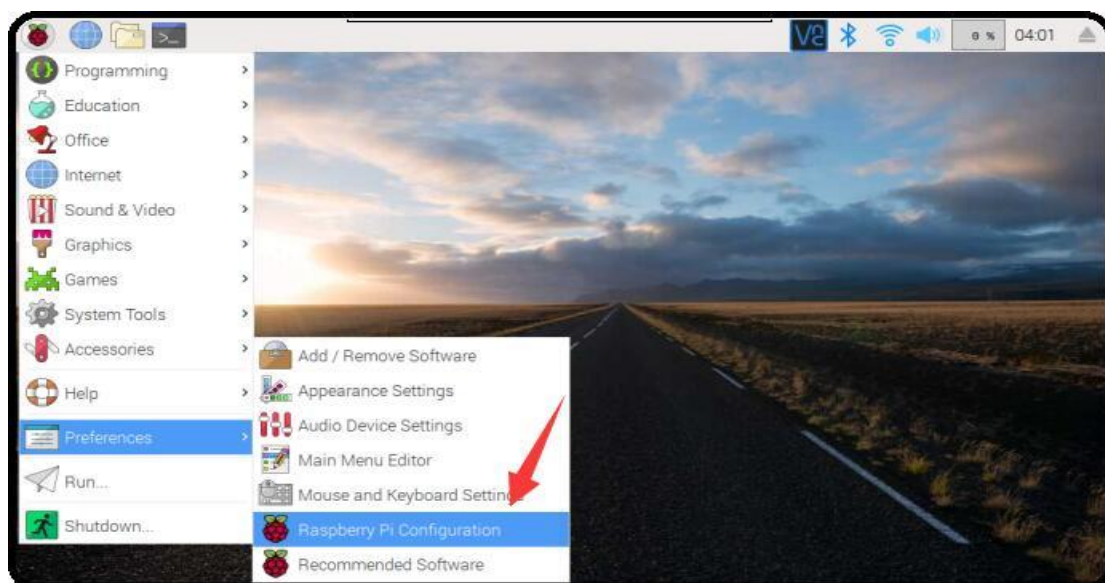 >_
V2
0 %
04:01
Programming
Education
Office
Internet
Sound & Video
Graphics
Games
System Tools
Accessories
Help
Preferences
Run...
Shutdown...
Add / Remove Software
Appearance Settings
Audio Device Settings
Main Menu Editor
Mouse and Keyboard Settings
Raspberry Pi Configuration
Recommended Software